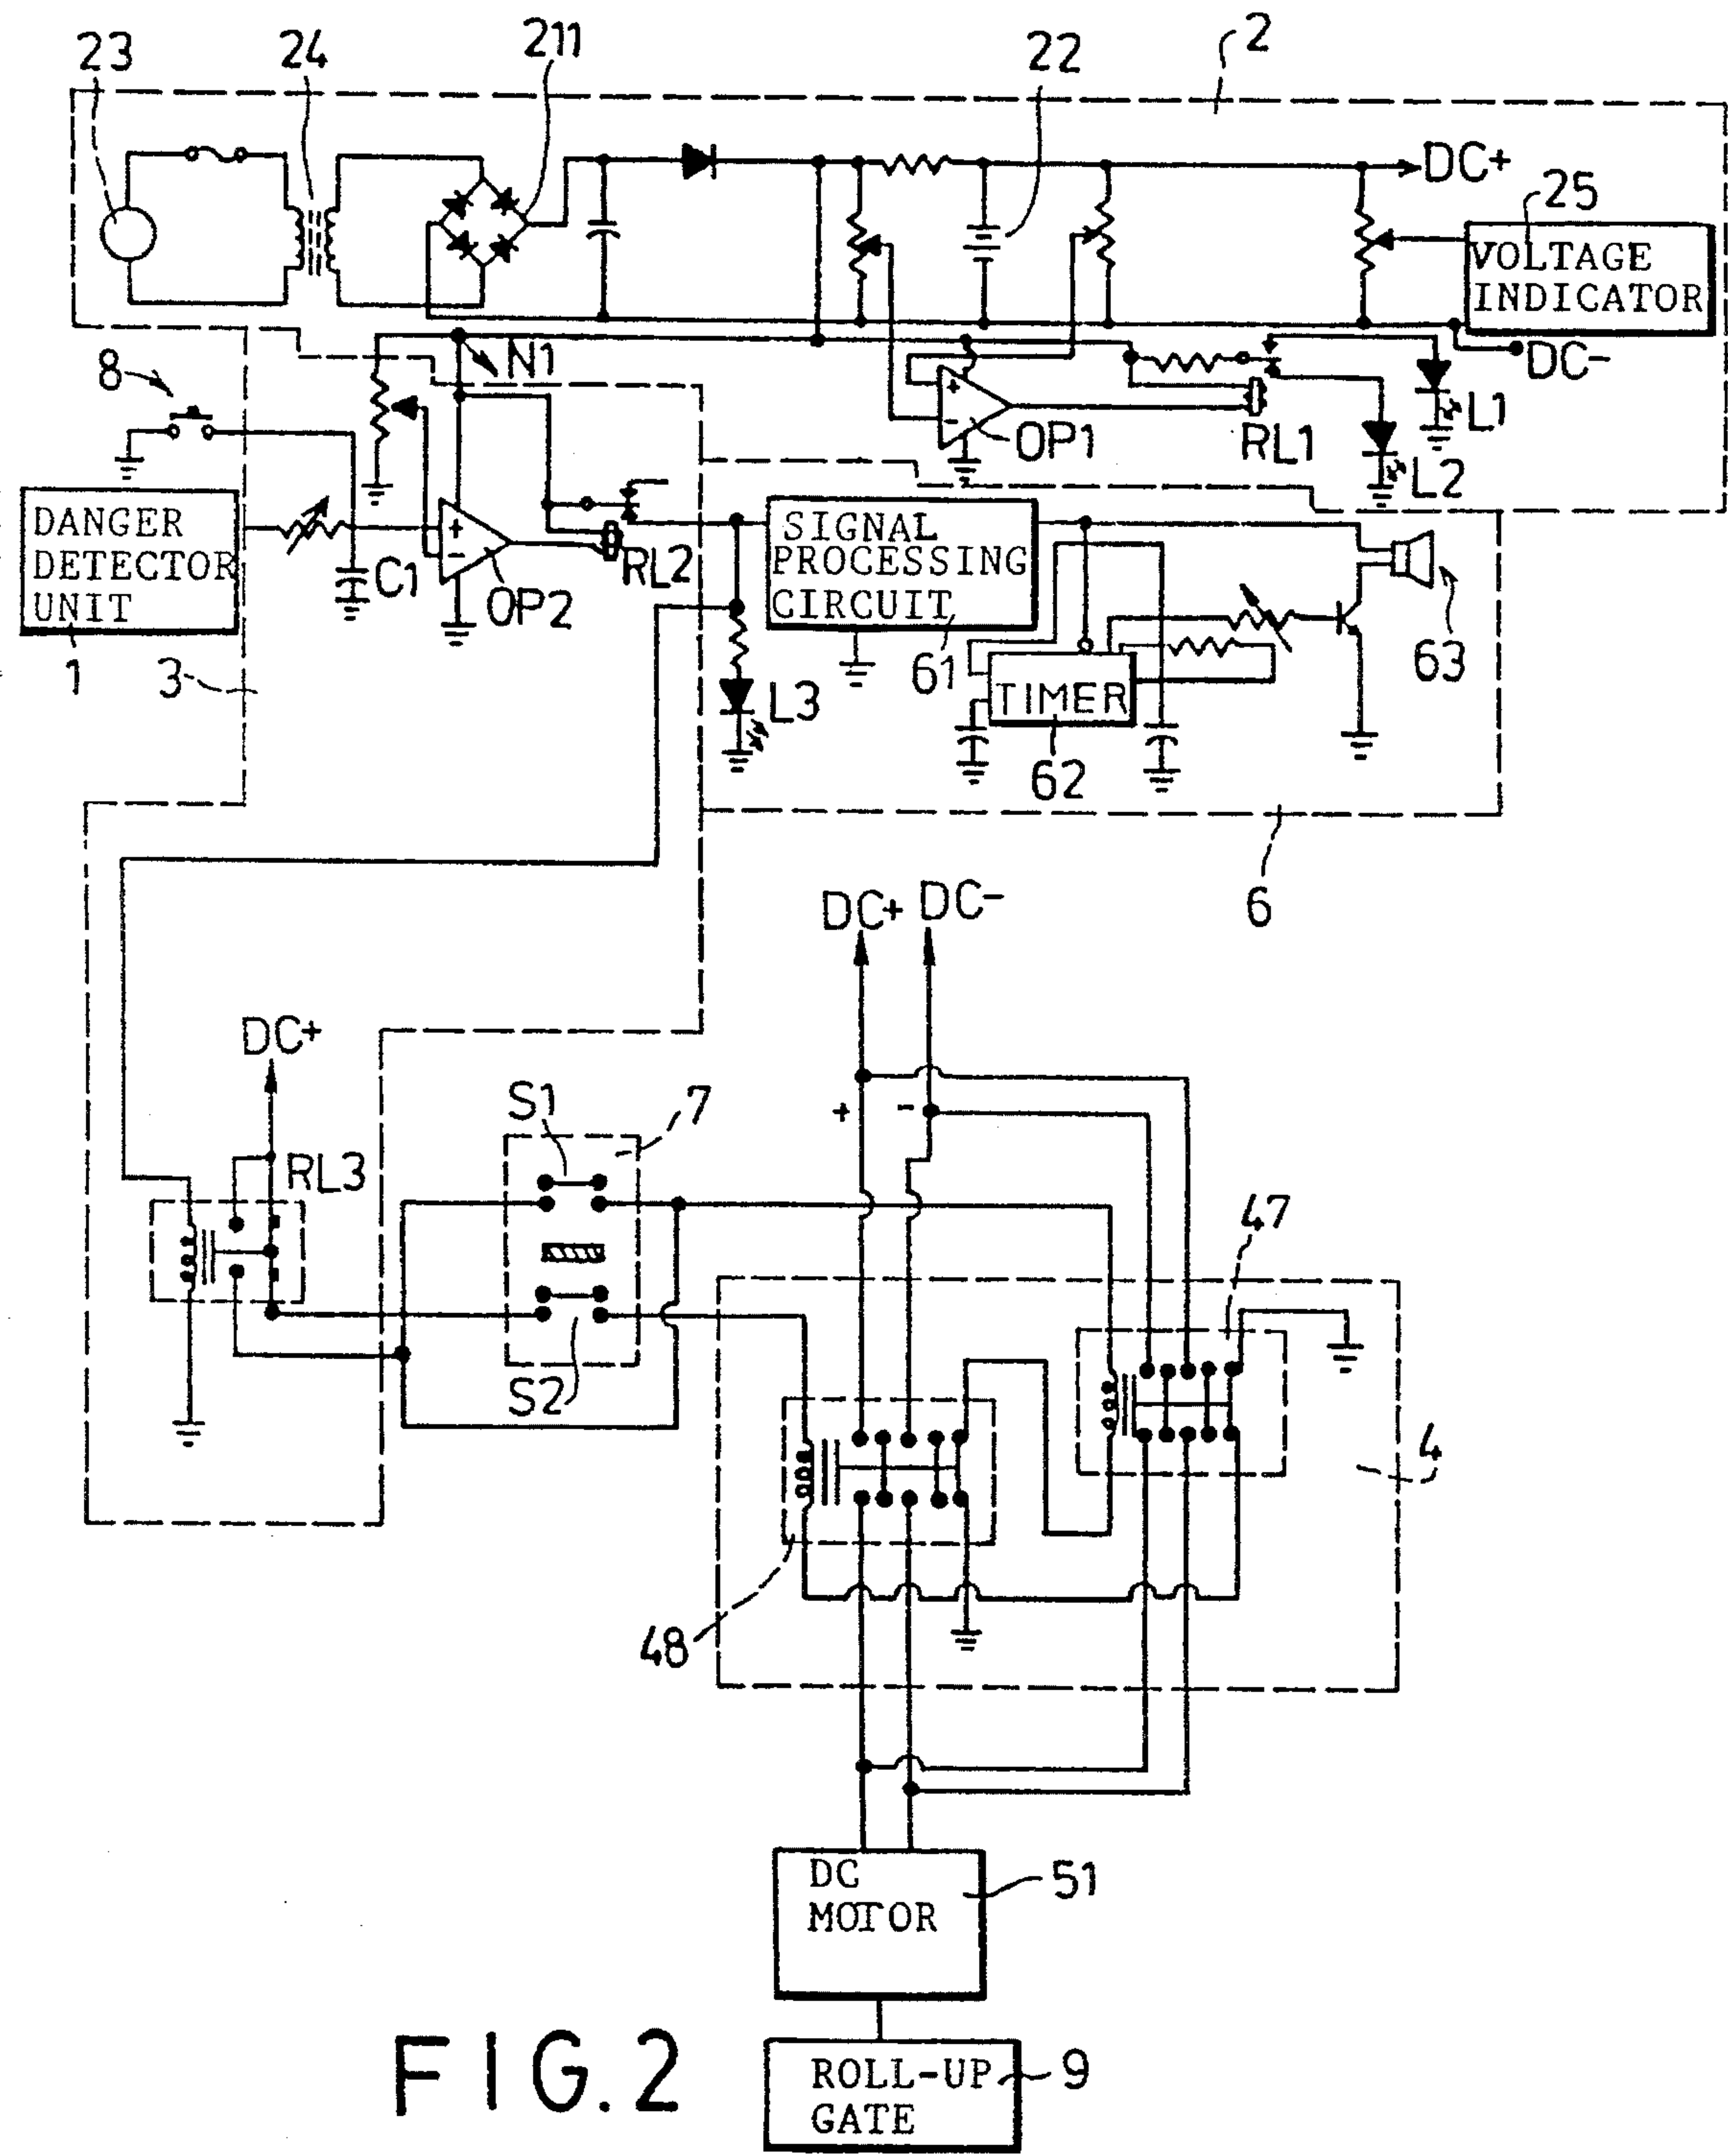 23
24
211
22
2
DC+
25
VOLTAGE
INDICATOR
DC-
8
N1
+
-
OP1
RL1
L1
L2
DANGER
DETECTOR
UNIT
1
3
C1
+
-
OP2
RL2
SIGNAL
PROCESSING
CIRCUIT
61
L3
TIMER
62
63
6
DC+
DC-
DC+
RL3
S1
7
S2
+
-
47
4
48
DC
MOTOR
51
ROLL-UP
GATE
9
FIG.2